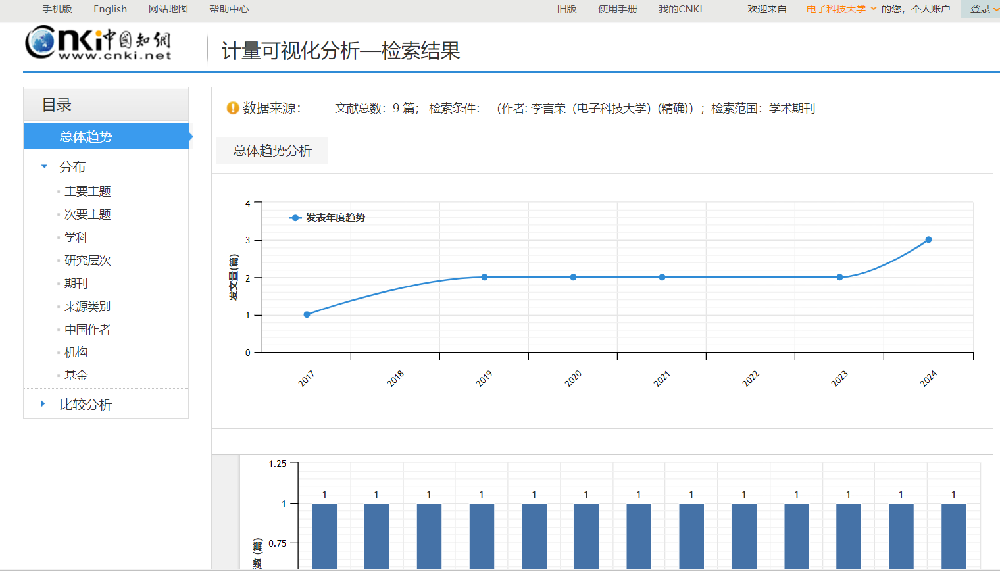 手机版 English 网站地图 帮助中心 旧版 使用手册 我的CNKI 欢迎来自 电子科技大学 的您，个人账户 登录
cnki中国知網
www.cnki.net
计量可视化分析—检索结果
目录
总体趋势
分布
主要主题
次要主题
学科
研究层次
期刊
来源类别
中国作者
机构
基金
比较分析
数据来源： 文献总数：9 篇； 检索条件： （作者: 李言荣（电子科技大学）(精确)）；检索范围：学术期刊
总体趋势分析
发表年度趋势
发文量(篇)
4
3
2
1
0
2017 2018 2019 2020 2021 2022 2023 2024
1.25
1
0.75
1 1 1 1 1 1 1 1 1 1 1 1 1
(篇)